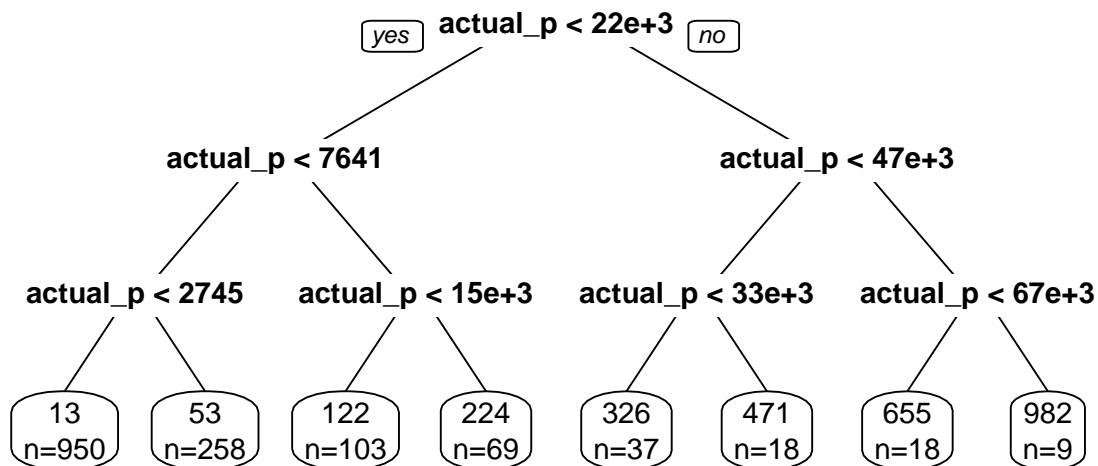 actual_p < 22e+3
yes
no
actual_p < 7641
actual_p < 47e+3
actual_p < 2745
actual_p < 15e+3
actual_p < 33e+3
actual_p < 67e+3
13
n=950
53
n=258
122
n=103
224
n=69
326
n=37
471
n=18
655
n=18
982
n=9